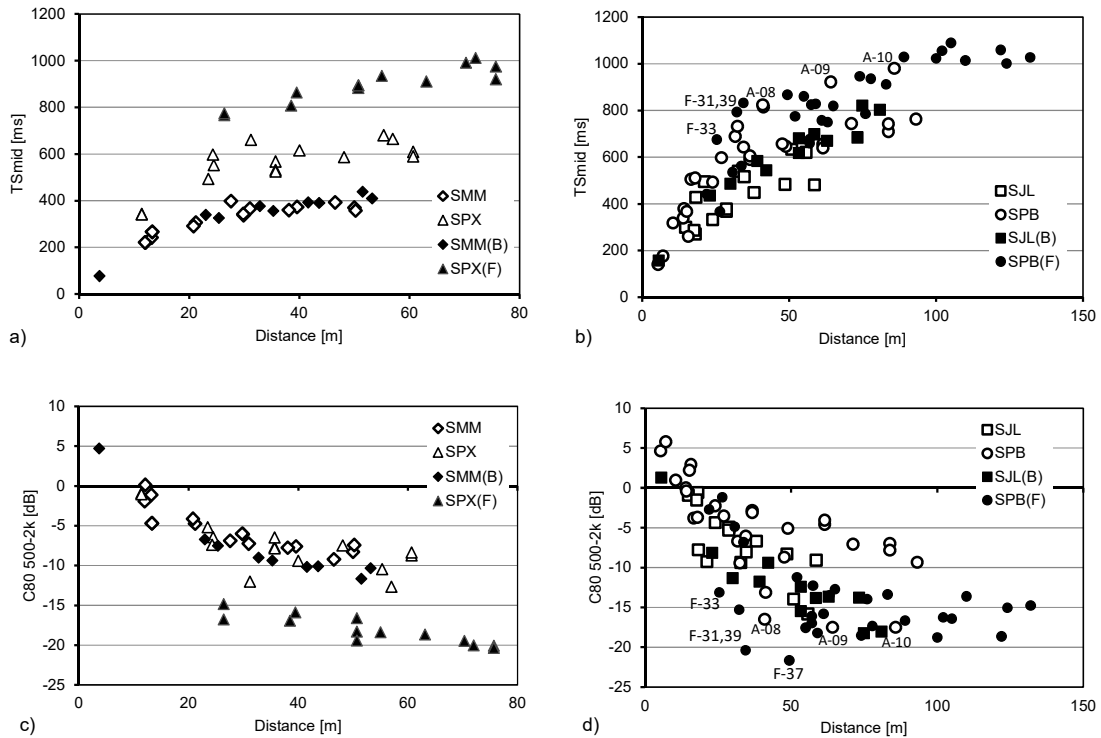 1200
1000
800
600
400
200
0
TSmid [ms]
SMM
SPX
SMM(B)
SPX(F)
0 20 40 60 80
Distance [m]
a)
1200
1000
800
600
400
200
0
TSmid [ms]
A-10
A-09
A-08
F-31,39
F-33
SJL
SPB
SJL(B)
SPB(F)
0 50 100 150
Distance [m]
b)
10
5
0
-5
-10
-15
-20
-25
C80 500-2k [dB]
SMM
SPX
SMM(B)
SPX(F)
0 20 40 60 80
Distance [m]
c)
10
5
0
-5
-10
-15
-20
-25
C80 500-2k [dB]
SJL
SPB
SJL(B)
SPB(F)
F-33
A-08
F-31,39
A-09
A-10
F-37
0 50 100 150
Distance [m]
d)